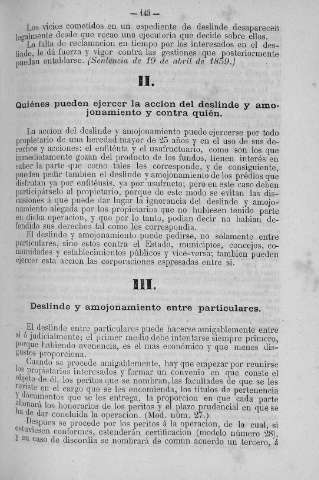 — 143 —
Los vicios cometidos en un espediente de deslinde desaparecen
legalmente desde que recae una ejecutoria que decide sobre ellos.
La falta de reclamacion en tiempo por los interesados en el des-
linde, le dá fuerza y vigor contra las gestiones que posteriormente
puedan entablarse. (Sentencia de 19 de abril de 1859.)
II.
Quiénes pueden ejercer la accion del deslinde y amo-
jonamiento y contra quién.
La accion del deslinde y amojonamiento puede ejercerse por todo
propietario de una heredad mayor de 25 años y en el uso de sus de-
rechos y acciones: el enfiténta y el usufructuario, como son los que
inmediatamente gozan del producto de los fundos, tienen interés en
saber la parte que como tales les corresponde, y de consiguiente,
pueden pedir tambien el deslinde y amojonamiento de los prédios que
disfrutan ya por enfitéusis, ya por usufructo; pero en este caso deben
participárselo al propietario, porque de este modo se evitan las dis-
cusiones á que puede dar lugar la ignorancia del deslinde y amojo-
namiento alegada por los propietarios que no hubiesen tenido parte
en dicha operacion, y que por lo tanto, podian decir no habian de-
fendido sus derechos tal como les correspondia.
El deslinde y amojonamiento puede pedirse, no solamente entre
particulares, sino estos contra el Estado, municipios, concejos, co-
munidades y establecimientos públicos y vice-versa; tambien pueden
ejercer esta accion las corporaciones espresadas entre sí.
III.
Deslinde y amojonamiento entre particulares.
El deslinde entre particulares puede hacerse amigablemente entre
sí ó judicialmente; el primer medio debe intentarse siempre primero,
porque habiendo avenencia, es el mas económico y que menos dis-
gustos proporciona.
Cuando se procede amigablemente, hay que empezar por reunirse
los propietarios interesados y formar un convenio en que conste el
objeto de él, los peritos que se nombran, las facultades de que se les
reviste en el cargo que se les encomienda, los títulos de pertenencia
y documentos que se les entrega, la proporcion en que cada parte
abonará los honorarios de los peritos y el plazo prudencial en que se
ha de dar concluida la operacion. (Mod. núm. 27.)
Despues se procede por los peritos á la operacion, de la cual, si
estuviesen conformes, estenderán certificacion (modelo número 28),
y su caso de discordia se nombrará de comun acuerdo un tercero, á